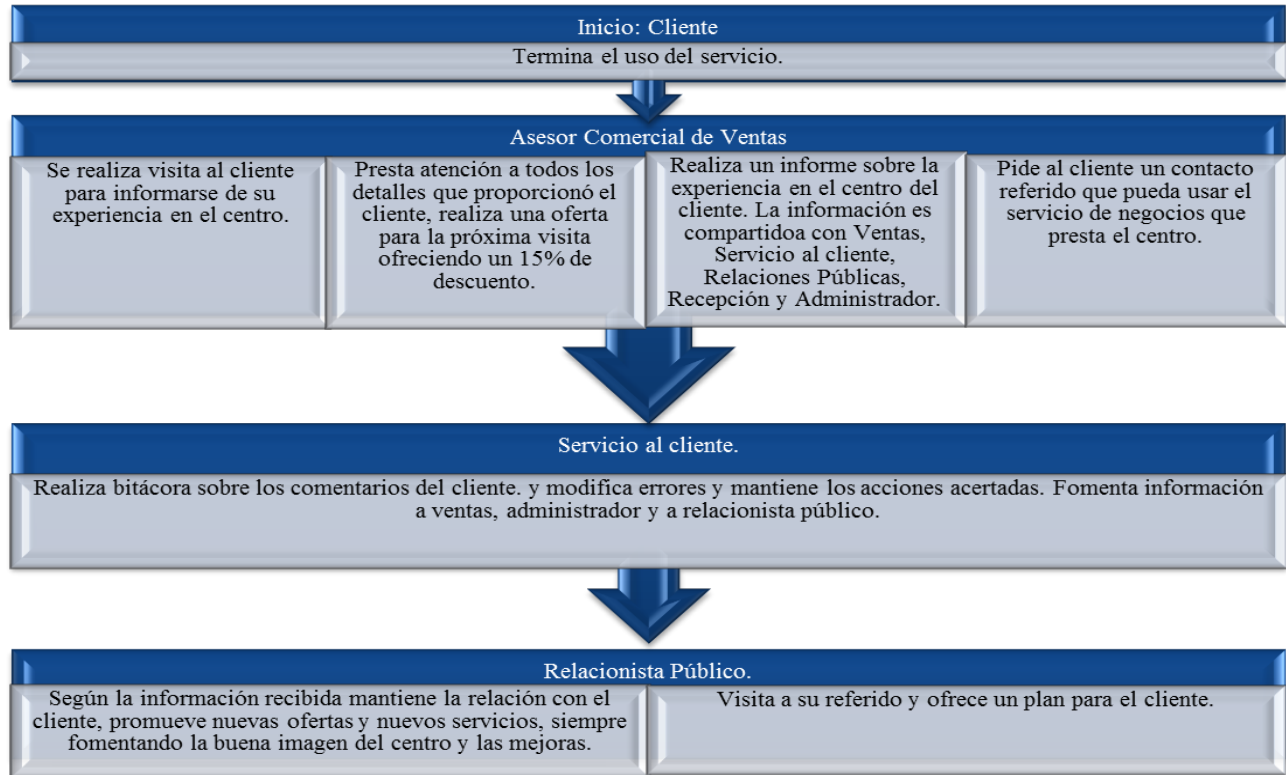 Inicio: Cliente
Termina el uso del servicio.
Asesor Comercial de Ventas
Se realiza visita al cliente
para informarse de su
experiencia en el centro.
Presta atención a todos los
detalles que proporcionó el
cliente, realiza una oferta
para la próxima visita
ofreciendo un 15% de
descuento.
Realiza un informe sobre la
experiencia en el centro del
cliente. La información es
compartidoa con Ventas,
Servicio al cliente,
Relaciones Públicas,
Recepción y Administrador.
Pide al cliente un contacto
referido que pueda usar el
servicio de negocios que
presta el centro.
Servicio al cliente.
Realiza bitácora sobre los comentarios del cliente. y modifica errores y mantiene los acciones acertadas. Fomenta información
a ventas, administrador y a relacionista público.
Relacionista Público.
Según la información recibida mantiene la relación con el
cliente, promueve nuevas ofertas y nuevos servicios, siempre
fomentando la buena imagen del centro y las mejoras.
Visita a su referido y ofrece un plan para el cliente.